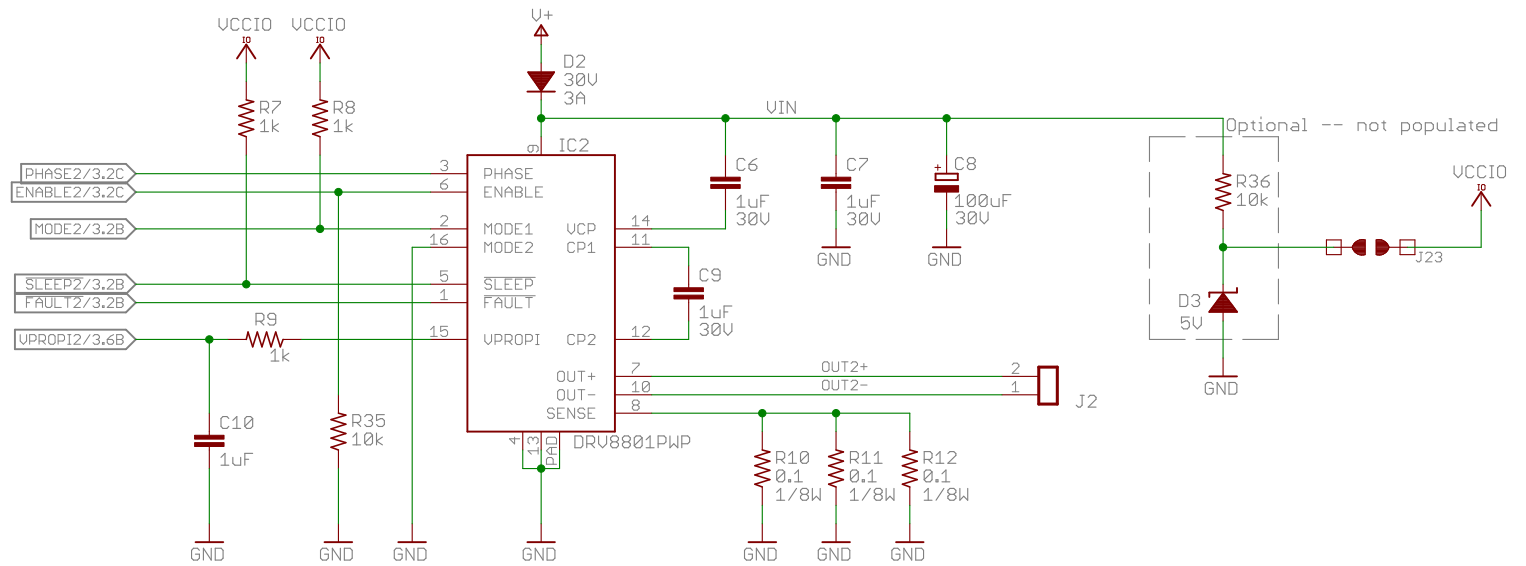 VCCIO
IO
VCCIO
IO
V+
D2
30V
3A
R7
1k
R8
1k
VIN
Optional -- not populated
9
IC2
C6
1uF
30V
C7
1uF
30V
+
C8
100uF
30V
R36
10k
VCCIO
IO
PHASE2/3.2C
3
PHASE
ENABLE2/3.2C
6
ENABLE
MODE2/3.2B
2
MODE1
VCP
14
16
MODE2
CP1
11
GND
GND
J23
SLEEP2/3.2B
5
SLEEP
C9
1uF
30V
FAULT2/3.2B
1
FAULT
D3
5V
VPROPI2/3.6B
R9
1k
15
VPROPI
CP2
12
OUT+
7
OUT2+
2
OUT-
10
OUT2-
1
GND
SENSE
8
J2
C10
1uF
R35
10k
4
13
PAD
DRV8801PWP
R10
0.1
1/8W
R11
0.1
1/8W
R12
0.1
1/8W
GND
GND
GND
GND
GND
GND
GND